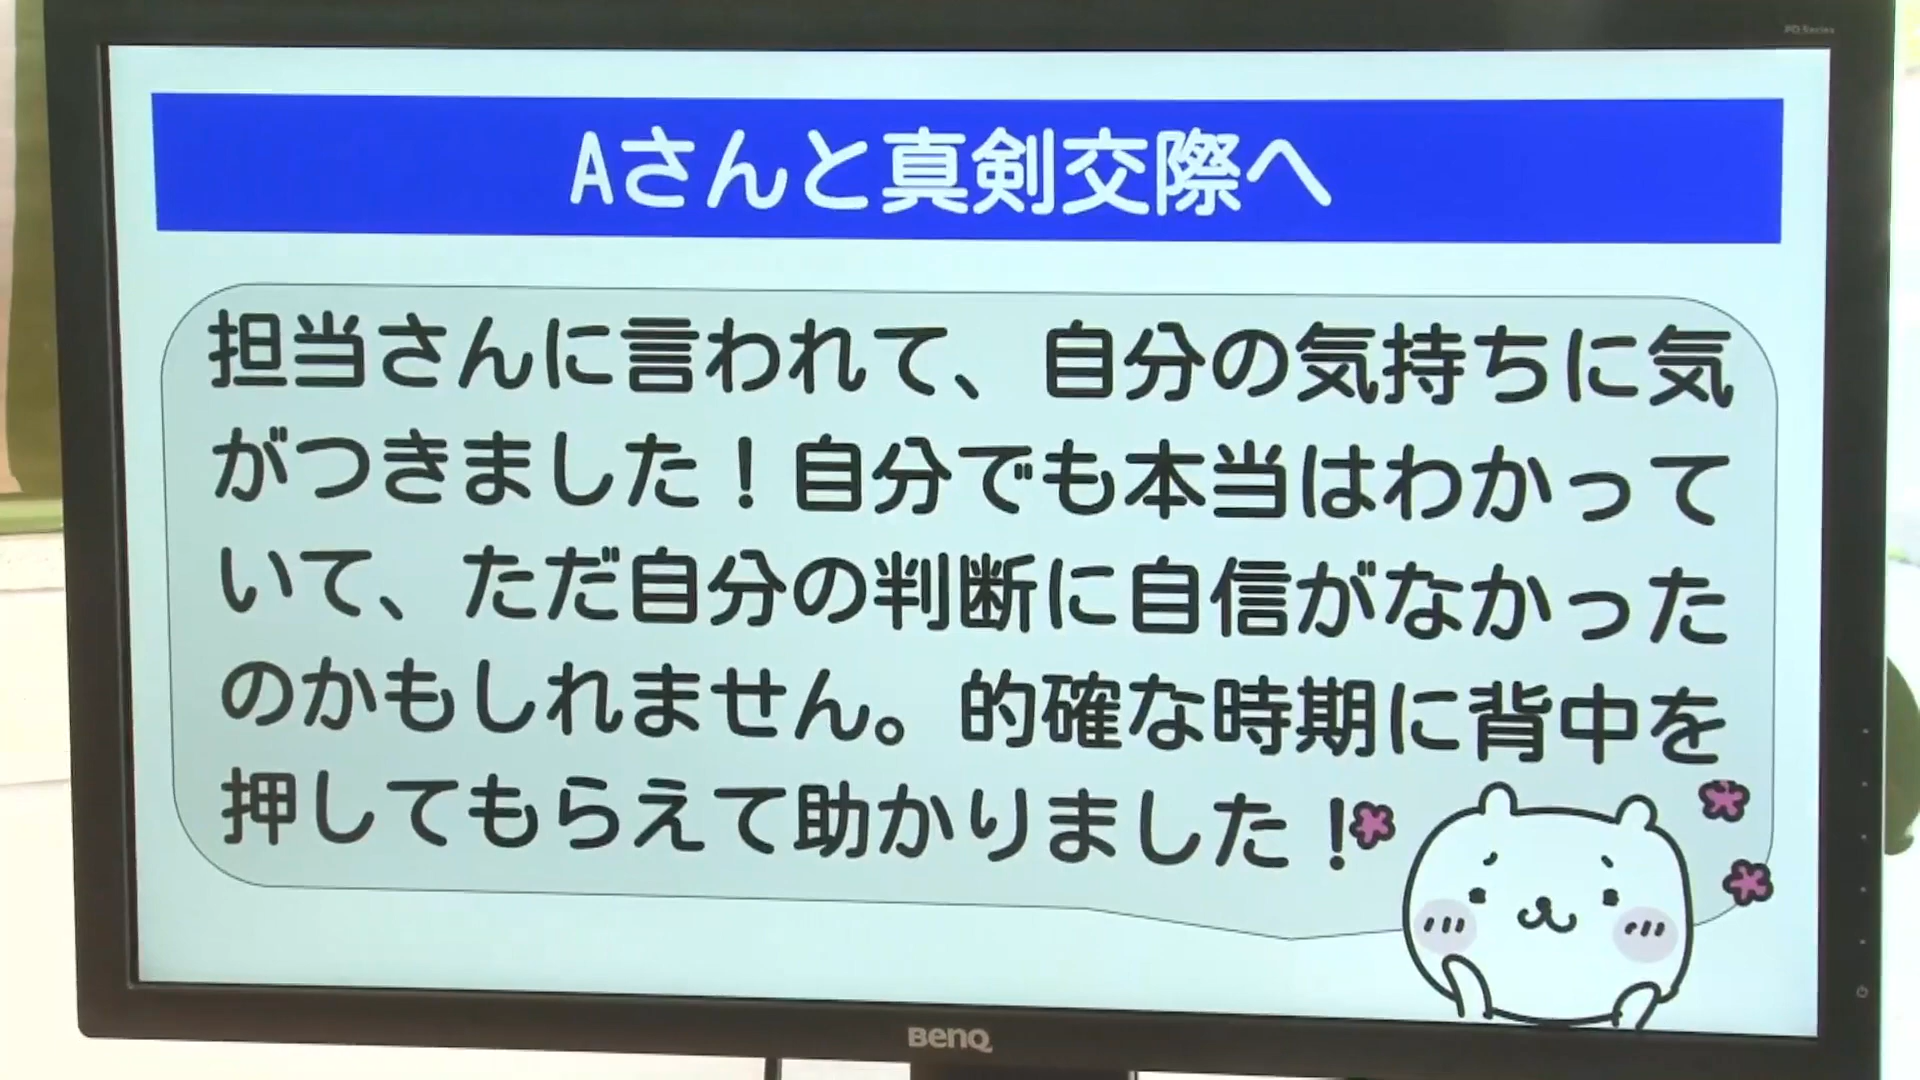 PD Series
Aさんと真剣交際へ
担当さんに言われて、自分の気持ちに気
がつきました！自分でも本当はわかって
いて、ただ自分の判断に自信がなかった
のかもしれません。的確な時期に背中を
押してもらえて助かりました！
BenQ